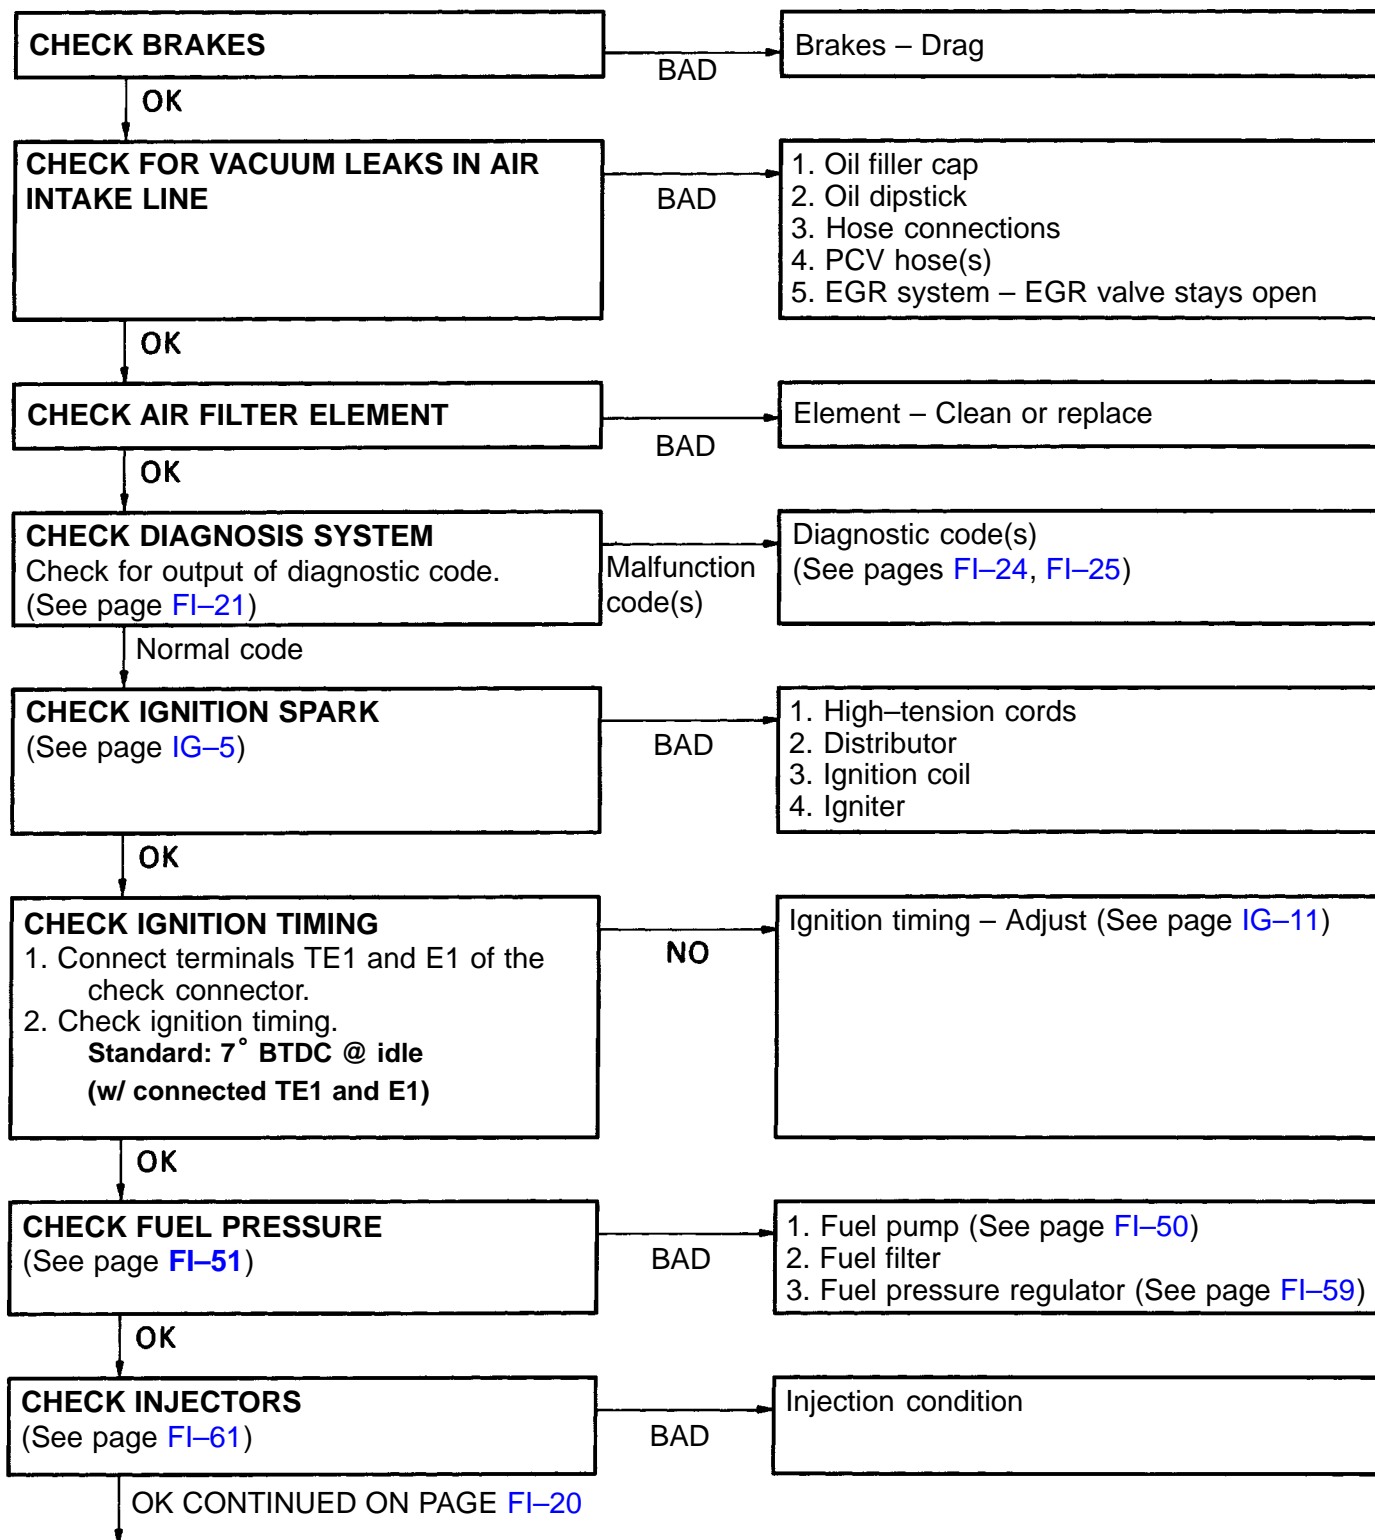 CHECK BRAKES
BAD
Brakes – Drag
OK
CHECK FOR VACUUM LEAKS IN AIR
INTAKE LINE
BAD
1. Oil filler cap
2. Oil dipstick
3. Hose connections
4. PCV hose(s)
5. EGR system – EGR valve stays open
OK
CHECK AIR FILTER ELEMENT
BAD
Element – Clean or replace
OK
CHECK DIAGNOSIS SYSTEM
Check for output of diagnostic code.
(See page FI–21)
Malfunction
code(s)
Diagnostic code(s)
(See pages FI–24, FI–25)
Normal code
CHECK IGNITION SPARK
(See page IG–5)
BAD
1. High–tension cords
2. Distributor
3. Ignition coil
4. Igniter
OK
CHECK IGNITION TIMING
1. Connect terminals TE1 and E1 of the
check connector.
2. Check ignition timing.
Standard: 7° BTDC @ idle
(w/ connected TE1 and E1)
NO
Ignition timing – Adjust (See page IG–11)
OK
CHECK FUEL PRESSURE
(See page FI–51)
BAD
1. Fuel pump (See page FI–50)
2. Fuel filter
3. Fuel pressure regulator (See page FI–59)
OK
CHECK INJECTORS
(See page FI–61)
BAD
Injection condition
OK CONTINUED ON PAGE FI–20